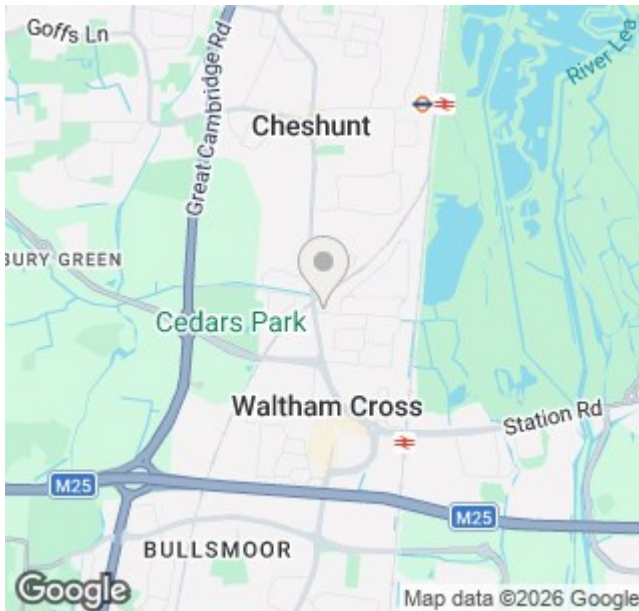 Goffs Ln
Great Cambridge Rd
River Lea
Cheshunt
BURY GREEN
Cedars Park
Waltham Cross
Station Rd
M25
M25
BULLSMOOR
Google
Map data ©2026 Google